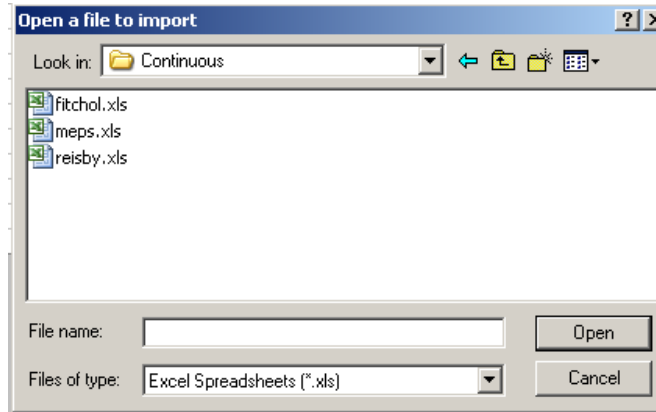 Open a file to import
Look in: Continuous
fitchol.xls
meps.xls
reisby.xls
File name: Open
Files of type: Excel Spreadsheets (*.xls) Cancel